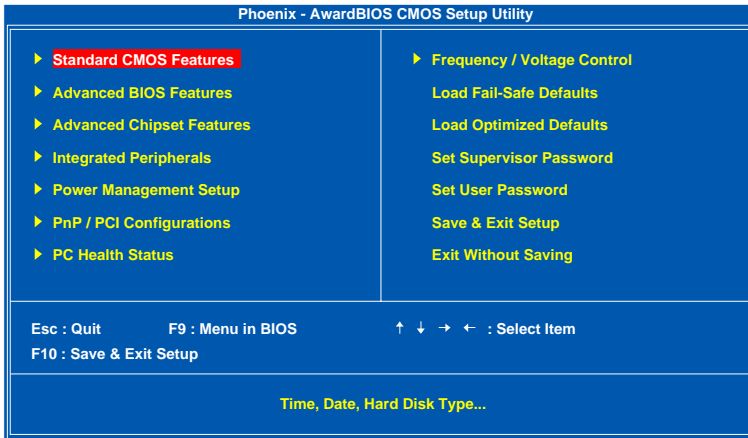 Phoenix - AwardBIOS CMOS Setup Utility
Standard CMOS Features
Advanced BIOS Features
Advanced Chipset Features
Integrated Peripherals
Power Management Setup
PnP / PCI Configurations
PC Health Status
Frequency / Voltage Control
Load Fail-Safe Defaults
Load Optimized Defaults
Set Supervisor Password
Set User Password
Save & Exit Setup
Exit Without Saving
Esc : Quit F9 : Menu in BIOS ↑ ↓ → ← : Select Item
F10 : Save & Exit Setup
Time, Date, Hard Disk Type...